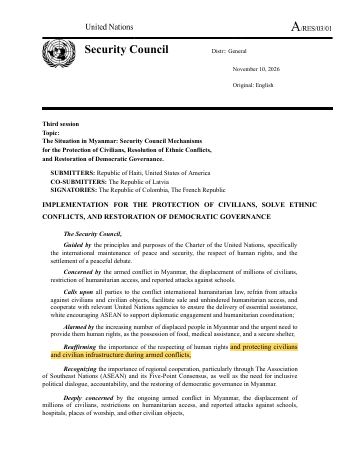 United Nations
A/RES/03/01
Security Council
Distr: General
November 10, 2026
Original: English
Third session
Topic:
The Situation in Myanmar: Security Council Mechanisms
for the Protection of Civilians, Resolution of Ethnic Conflicts,
and Restoration of Democratic Governance.
SUBMITTERS: Republic of Haiti, United States of America
CO-SUBMITTERS: The Republic of Latvia
SIGNATORIES: The Republic of Colombia, The French Republic
IMPLEMENTATION FOR THE PROTECTION OF CIVILIANS, SOLVE ETHNIC
CONFLICTS, AND RESTORATION OF DEMOCRATIC GOVERNANCE
The Security Council,
Guided by the principles and purposes of the Charter of the United Nations, specifically
the international maintenance of peace and security, the respect of human rights, and the
settlement of a peaceful debate.
Concerned by the armed conflict in Myanmar, the displacement of millions of civilians,
restriction of humanitarian access, and reported attacks against schools.
Calls upon all parties to the conflict international humanitarian law, refrain from attacks
against civilians and civilian objects, facilitate safe and unhindered humanitarian access, and
cooperate with relevant United Nations to ensure the delivery of essential assistance,
while encouraging ASEAN to support diplomatic engagement and humanitarian coordination;
Alarmed by the increasing number of displaced people in Myanmar and the urgent need to
provide them human rights, as the possession of food, medical assistance, and a secure shelter,
Reaffirming the importance of the respecting of human rights and protecting civilians
and civilian infrastructure during armed conflicts,
Recognizing the importance of regional cooperation, particularly through The Association
of Southeast Nations (ASEAN) and its Five-Point Consensus, as well as the need for inclusive
political dialogue, accountability, and the restoring of democratic governance in Myanmar.
Deeply concerned by the ongoing armed conflict in Myanmar, the displacement of
millions of civilians, restrictions on humanitarian access, and reported attacks against schools,
hospitals, places of worship, and other civilian objects,